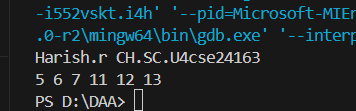 -i552vskt.i4h' '--pid=Microsoft-MIEn
.0-r2\mingw64\bin\gdb.exe' '--interp
Harish.r CH.SC.U4cse24163
5 6 7 11 12 13
PS D:\DAA>